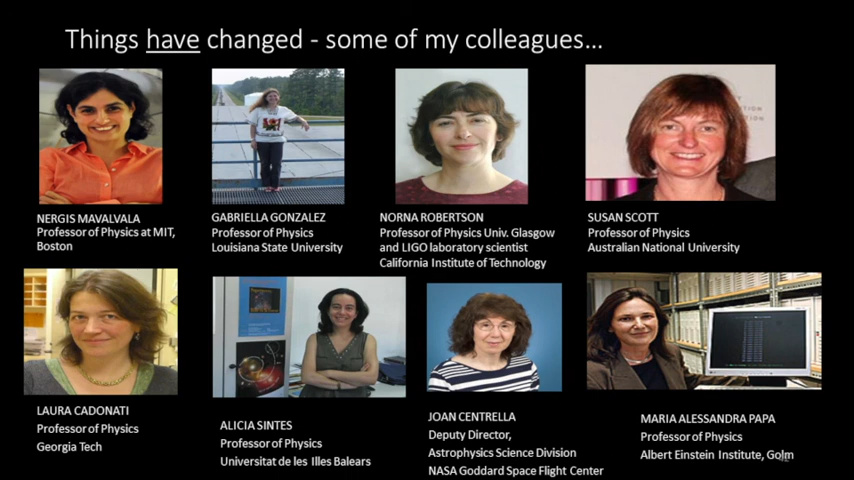 Things have changed - some of my colleagues...
NERGIS MAVALVALA
Professor of Physics at MIT,
Boston
GABRIELLA GONZALEZ
Professor of Physics
Louisiana State University
NORNA ROBERTSON
Professor of Physics Univ. Glasgow
and LIGO laboratory scientist
California Institute of Technology
SUSAN SCOTT
Professor of Physics
Australian National University
LAURA CADONATI
Professor of Physics
Georgia Tech
ALICIA SINTES
Professor of Physics
Universitat de les Illes Balears
JOAN CENTRELLA
Deputy Director,
Astrophysics Science Division
NASA Goddard Space Flight Center
MARIA ALESSANDRA PAPA
Professor of Physics
Albert Einstein Institute, Golm